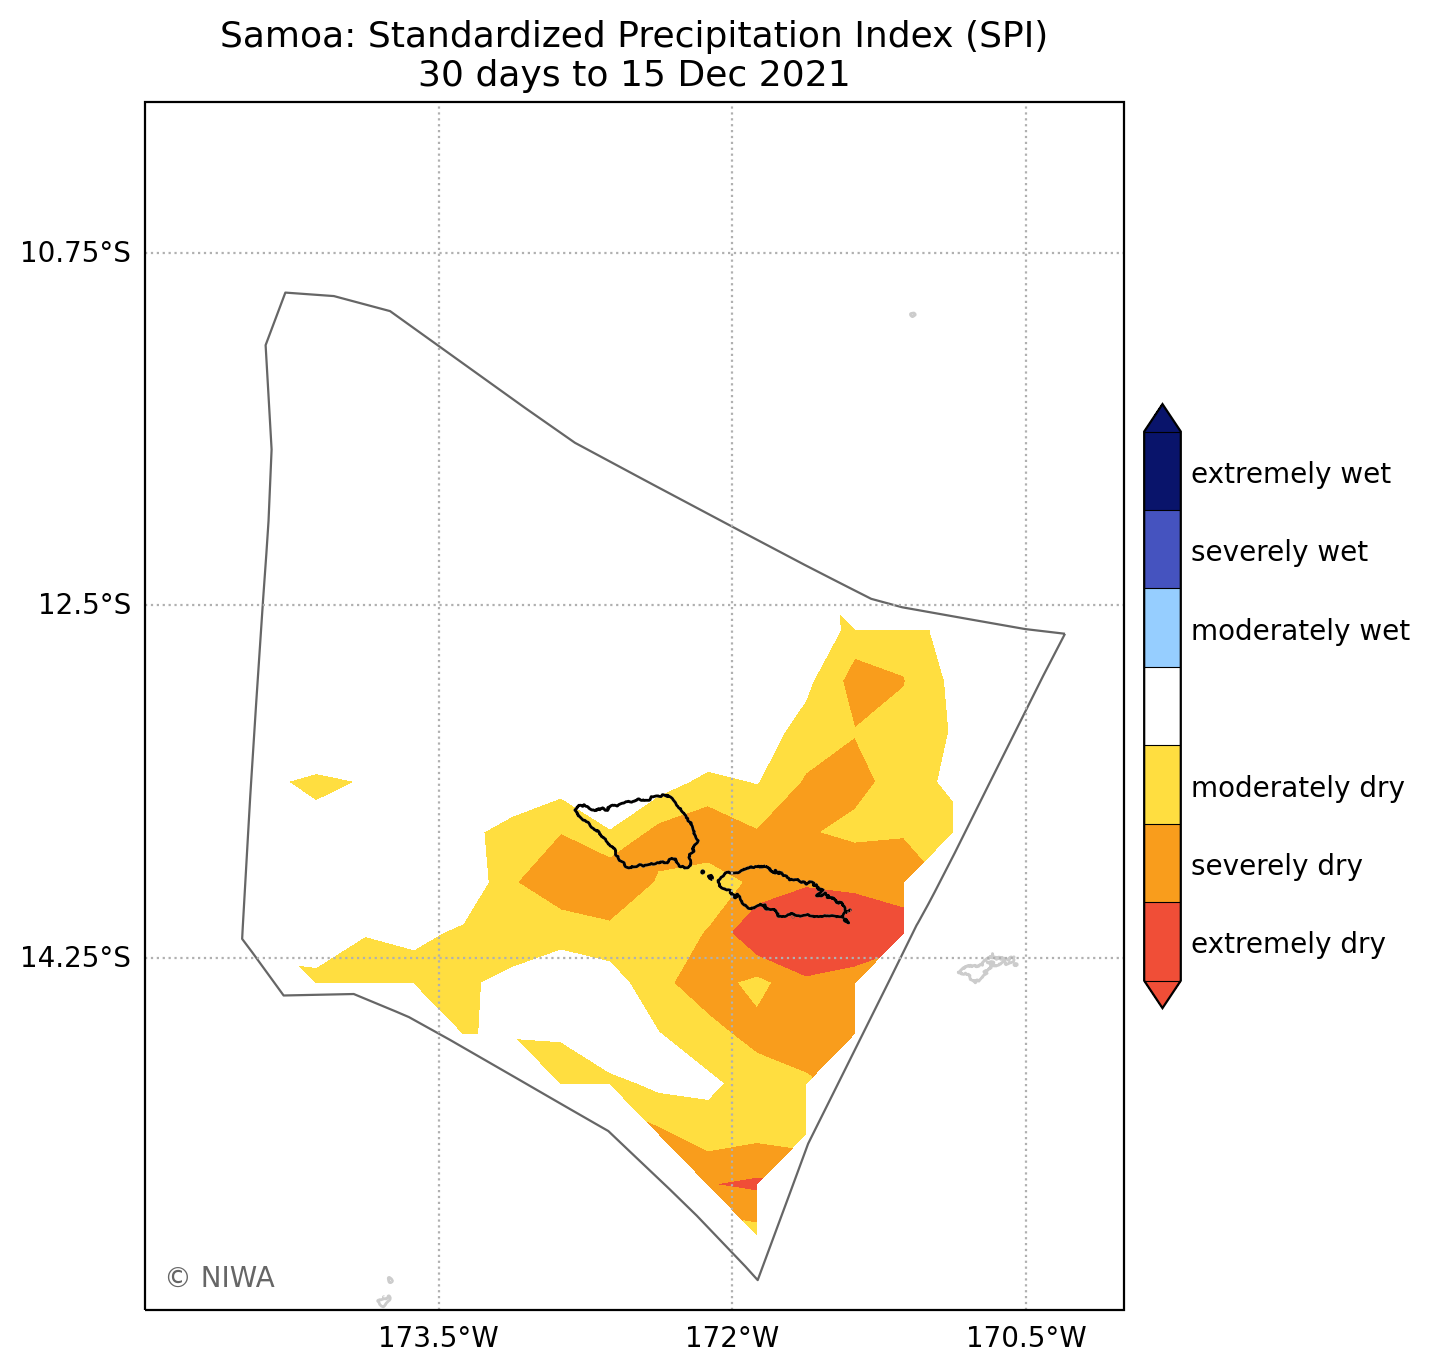 Samoa: Standardized Precipitation Index (SPI)
30 days to 15 Dec 2021
10.75°S
12.5°S
14.25°S
173.5°W
172°W
170.5°W
extremely wet
severely wet
moderately wet
moderately dry
severely dry
extremely dry
© NIWA